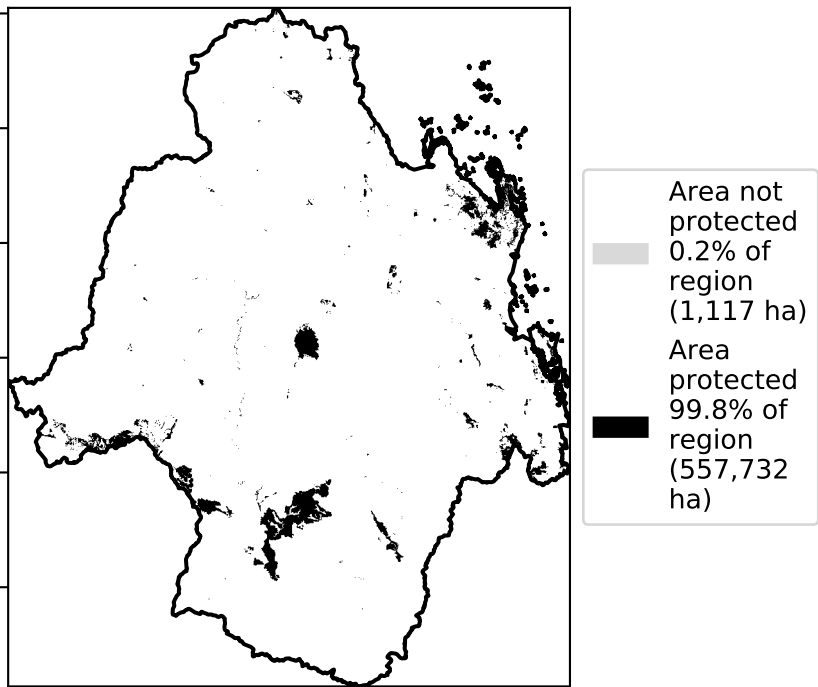 Area not
protected
0.2% of
region
(1,117 ha)
Area
protected
99.8% of
region
(557,732
ha)